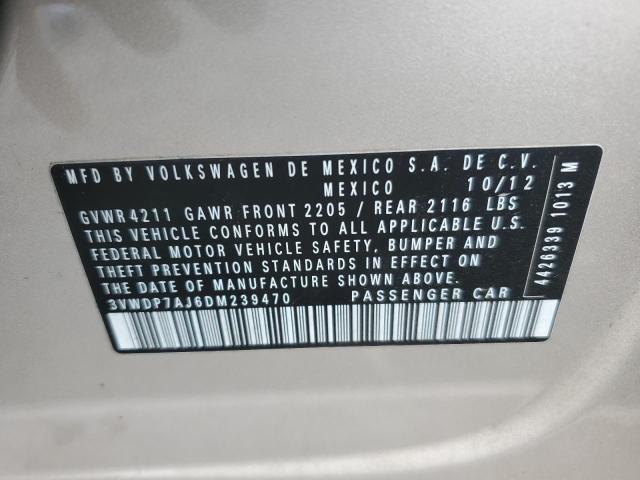 MFD BY VOLKSWAGEN DE MEXICO S.A. DE C.V.
MEXICO 10/12
GVWR 4211 GAWR FRONT 2205 / REAR 2116 LBS
THIS VEHICLE CONFORMS TO ALL APPLICABLE U.S.
FEDERAL MOTOR VEHICLE SAFETY, BUMPER AND
THEFT PREVENTION STANDARDS IN EFFECT ON
THE DATE OF MANUFACTURE SHOWN ABOVE.
3VWDP7AJ6DM239470 PASSENGER CAR
4426339 1013 M